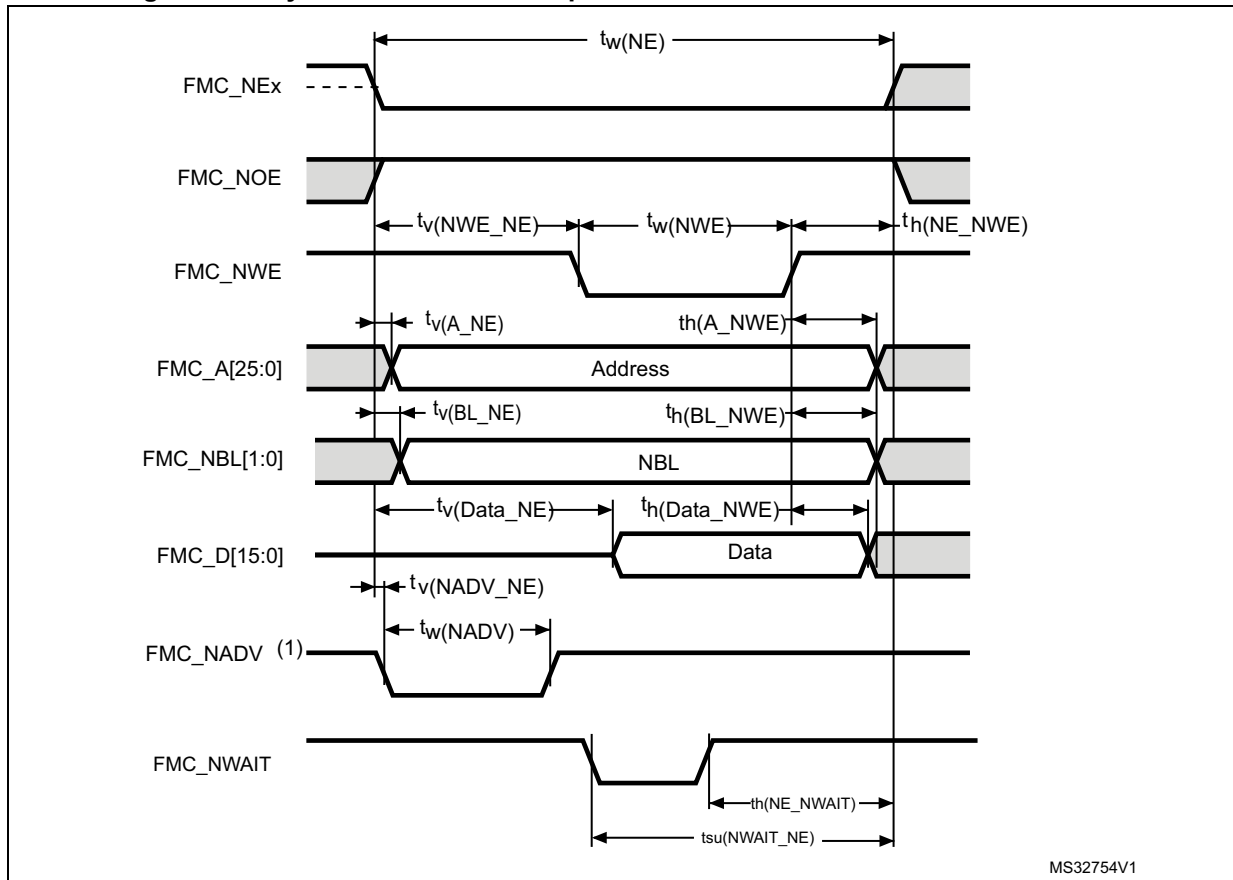 tw(NE)
FMC_NEx
FMC_NOE
tv(NWE_NE) tw(NWE) th(NE_NWE)
FMC_NWE
tv(A_NE) th(A_NWE)
FMC_A[25:0] Address
tv(BL_NE) th(BL_NWE)
FMC_NBL[1:0] NBL
tv(Data_NE) th(Data_NWE)
FMC_D[15:0] Data
tv(NADV_NE)
tw(NADV)
FMC_NADV (1)
FMC_NWAIT
th(NE_NWAIT)
tsu(NWAIT_NE)
MS32754V1